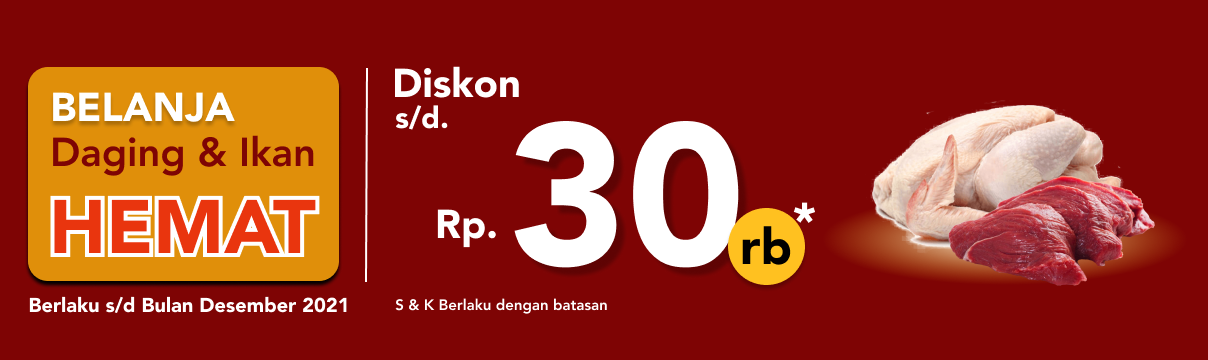 BELANJA
Daging & Ikan
HEMAT
Berlaku s/d Bulan Desember 2021
Diskon
s/d.
Rp. 30 rb*
S & K Berlaku dengan batasan